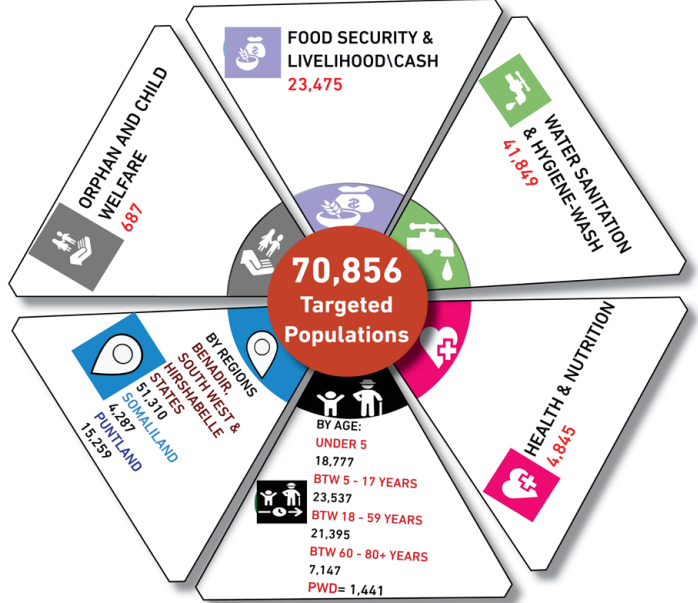 FOOD SECURITY &
LIVELIHOOD\CASH
23,475
ORPHAN AND CHILD
WELFARE
687
WATER SANITATION
& HYGIENE-WASH
41,849
70,856
Targeted
Populations
BY REGIONS
BENADIR,
SOUTH WEST &
HIRSHABELLE
STATES
51,310
SOMALILAND
4,287
PUNTLAND
15,259
BY AGE:
UNDER 5
18,777
BTW 5 - 17 YEARS
23,537
BTW 18 - 59 YEARS
21,395
BTW 60 - 80+ YEARS
7,147
PWD= 1,441
HEALTH & NUTRITION
4,845